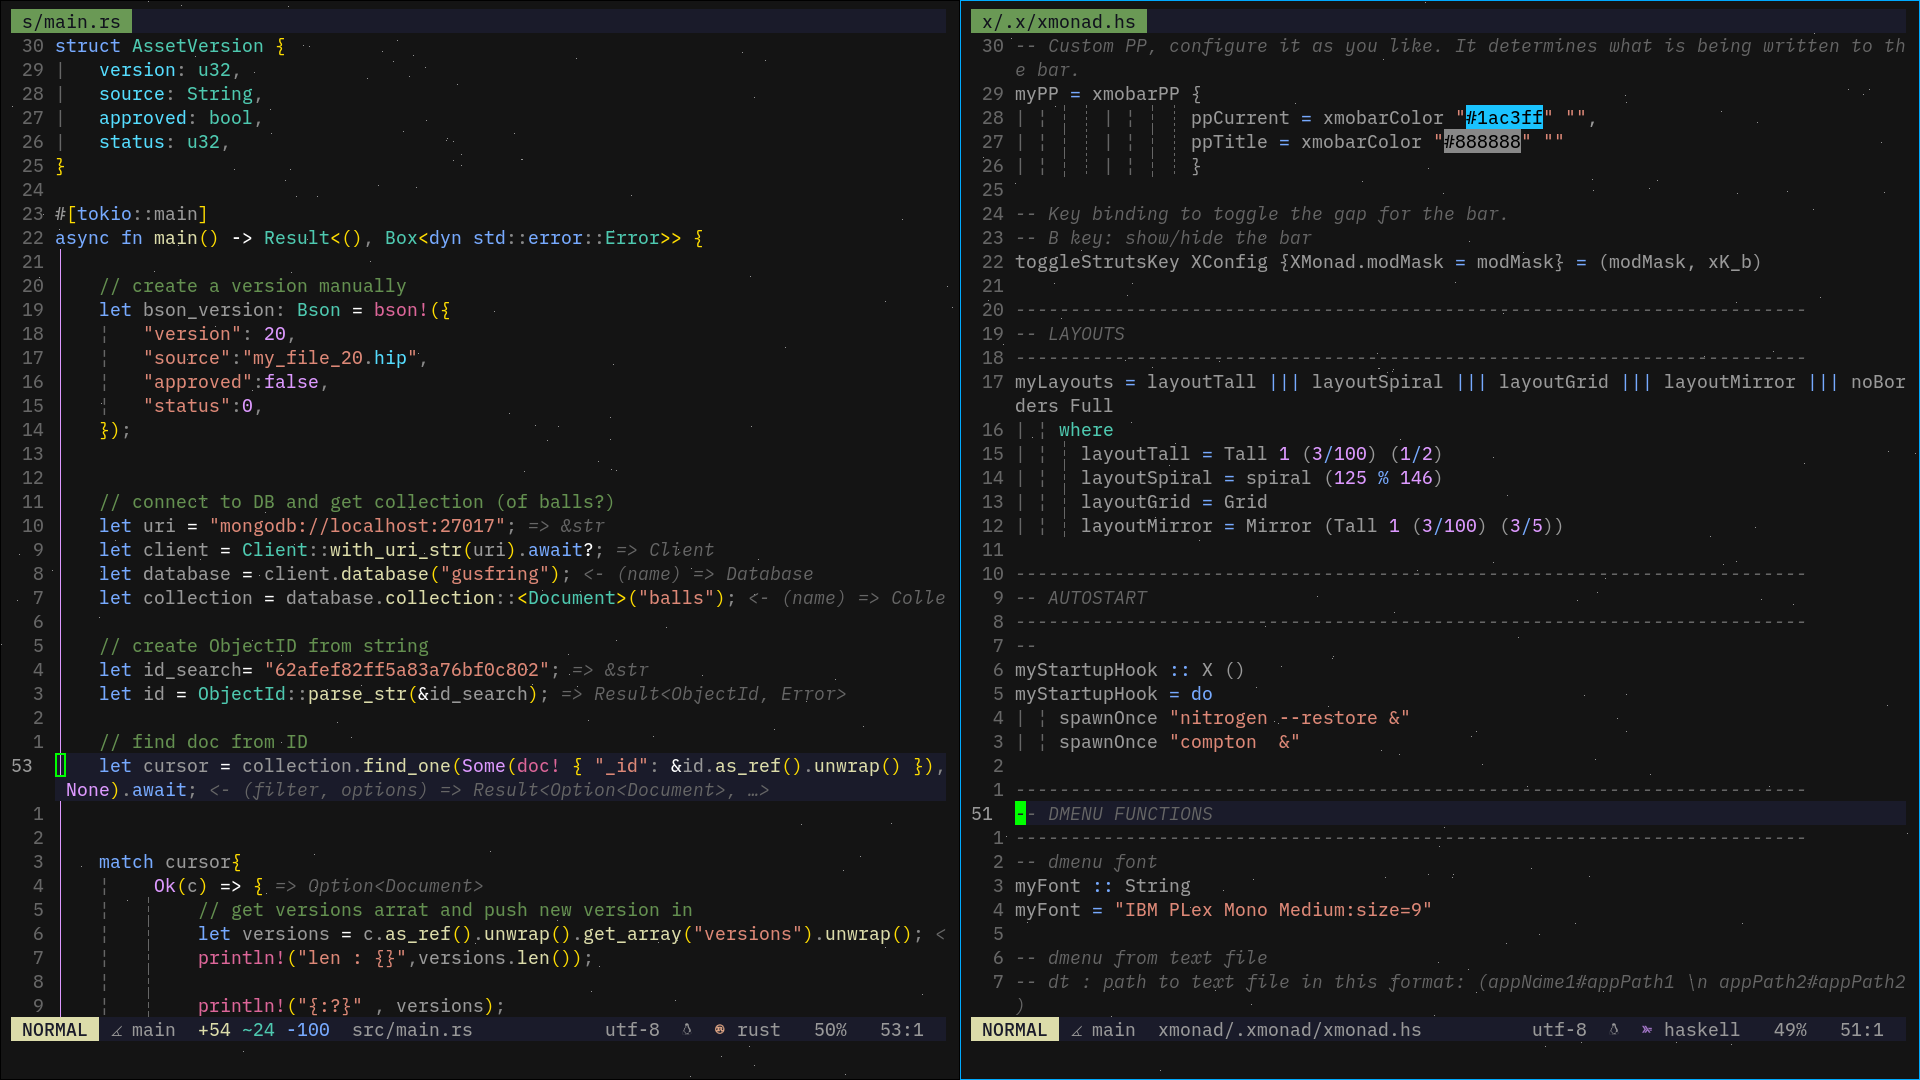 s/main.rs
30 struct AssetVersion {
29 |   version: u32,
28 |   source: String,
27 |   approved: bool,
26 |   status: u32,
25 }
24
23 #[tokio::main]
22 async fn main() -> Result<(), Box<dyn std::error::Error>> {
21
20     // create a version manually
19     let bson_version: Bson = bson!({
18     ¦   "version": 20,
17     ¦   "source":"my_file_20.hip",
16     ¦   "approved":false,
15     ¦   "status":0,
14     });
13
12
11     // connect to DB and get collection (of balls?)
10     let uri = "mongodb://localhost:27017"; => &str
9     let client = Client::with_uri_str(uri).await?; => Client
8     let database = client.database("gusfring"); <- (name) => Database
7     let collection = database.collection::<Document>("balls"); <- (name) => Colle
6
5     // create ObjectID from string
4     let id_search= "62afef82ff5a83a76bf0c802"; => &str
3     let id = ObjectId::parse_str(&id_search); => Result<ObjectId, Error>
2
1     // find doc from ID
53     let cursor = collection.find_one(Some(doc! { "_id": &id.as_ref().unwrap() }),
None).await; <- (filter, options) => Result<Option<Document>, …>
1
2
3     match cursor{
4     ¦    Ok(c) => { => Option<Document>
5     ¦   ¦    // get versions arrat and push new version in
6     ¦   ¦    let versions = c.as_ref().unwrap().get_array("versions").unwrap(); <
7     ¦   ¦    println!("len : {}",versions.len());
8     ¦   ¦
9     ¦   ¦    println!("{:?}" , versions);
NORMAL main +54 ~24 -100 src/main.rs utf-8 rust 50% 53:1
x/.x/xmonad.hs
30 -- Custom PP, configure it as you like. It determines what is being written to th
e bar.
29 myPP = xmobarPP {
28 | ¦ ¦ ¦ | ¦ ¦ ¦ ppCurrent = xmobarColor "#1ac3ff" "",
27 | ¦ ¦ ¦ | ¦ ¦ ¦ ppTitle = xmobarColor "#888888" ""
26 | ¦ ¦ ¦ | ¦ ¦ ¦ }
25
24 -- Key binding to toggle the gap for the bar.
23 -- B key: show/hide the bar
22 toggleStrutsKey XConfig {XMonad.modMask = modMask} = (modMask, xK_b)
21
20 ------------------------------------------------------------------------
19 -- LAYOUTS
18 ------------------------------------------------------------------------
17 myLayouts = layoutTall ||| layoutSpiral ||| layoutGrid ||| layoutMirror ||| noBor
ders Full
16 | ¦ where
15 | ¦ ¦ layoutTall = Tall 1 (3/100) (1/2)
14 | ¦ ¦ layoutSpiral = spiral (125 % 146)
13 | ¦ ¦ layoutGrid = Grid
12 | ¦ ¦ layoutMirror = Mirror (Tall 1 (3/100) (3/5))
11
10 ------------------------------------------------------------------------
9 -- AUTOSTART
8 ------------------------------------------------------------------------
7 --
6 myStartupHook :: X ()
5 myStartupHook = do
4 | ¦ spawnOnce "nitrogen --restore &"
3 | ¦ spawnOnce "compton  &"
2
1 ------------------------------------------------------------------------
51 -- DMENU FUNCTIONS
1 ------------------------------------------------------------------------
2 -- dmenu font
3 myFont :: String
4 myFont = "IBM PLex Mono Medium:size=9"
5
6 -- dmenu from text file
7 -- dt : path to text file in this format: (appName1#appPath1 \n appPath2#appPath2
)
NORMAL main xmonad/.xmonad/xmonad.hs utf-8 haskell 49% 51:1